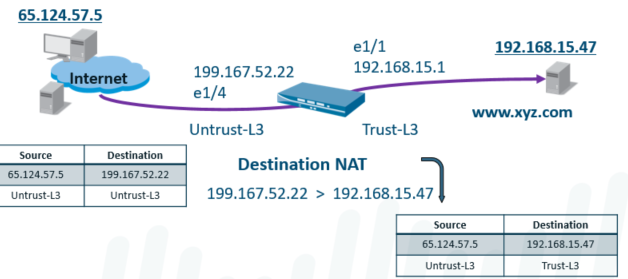 65.124.57.5
Internet
199.167.52.22
e1/4
e1/1
192.168.15.1
192.168.15.47
www.xyz.com
Untrust-L3
Trust-L3
Source Destination
65.124.57.5 199.167.52.22
Untrust-L3 Untrust-L3
Destination NAT
199.167.52.22 > 192.168.15.47
Source Destination
65.124.57.5 192.168.15.47
Untrust-L3 Trust-L3